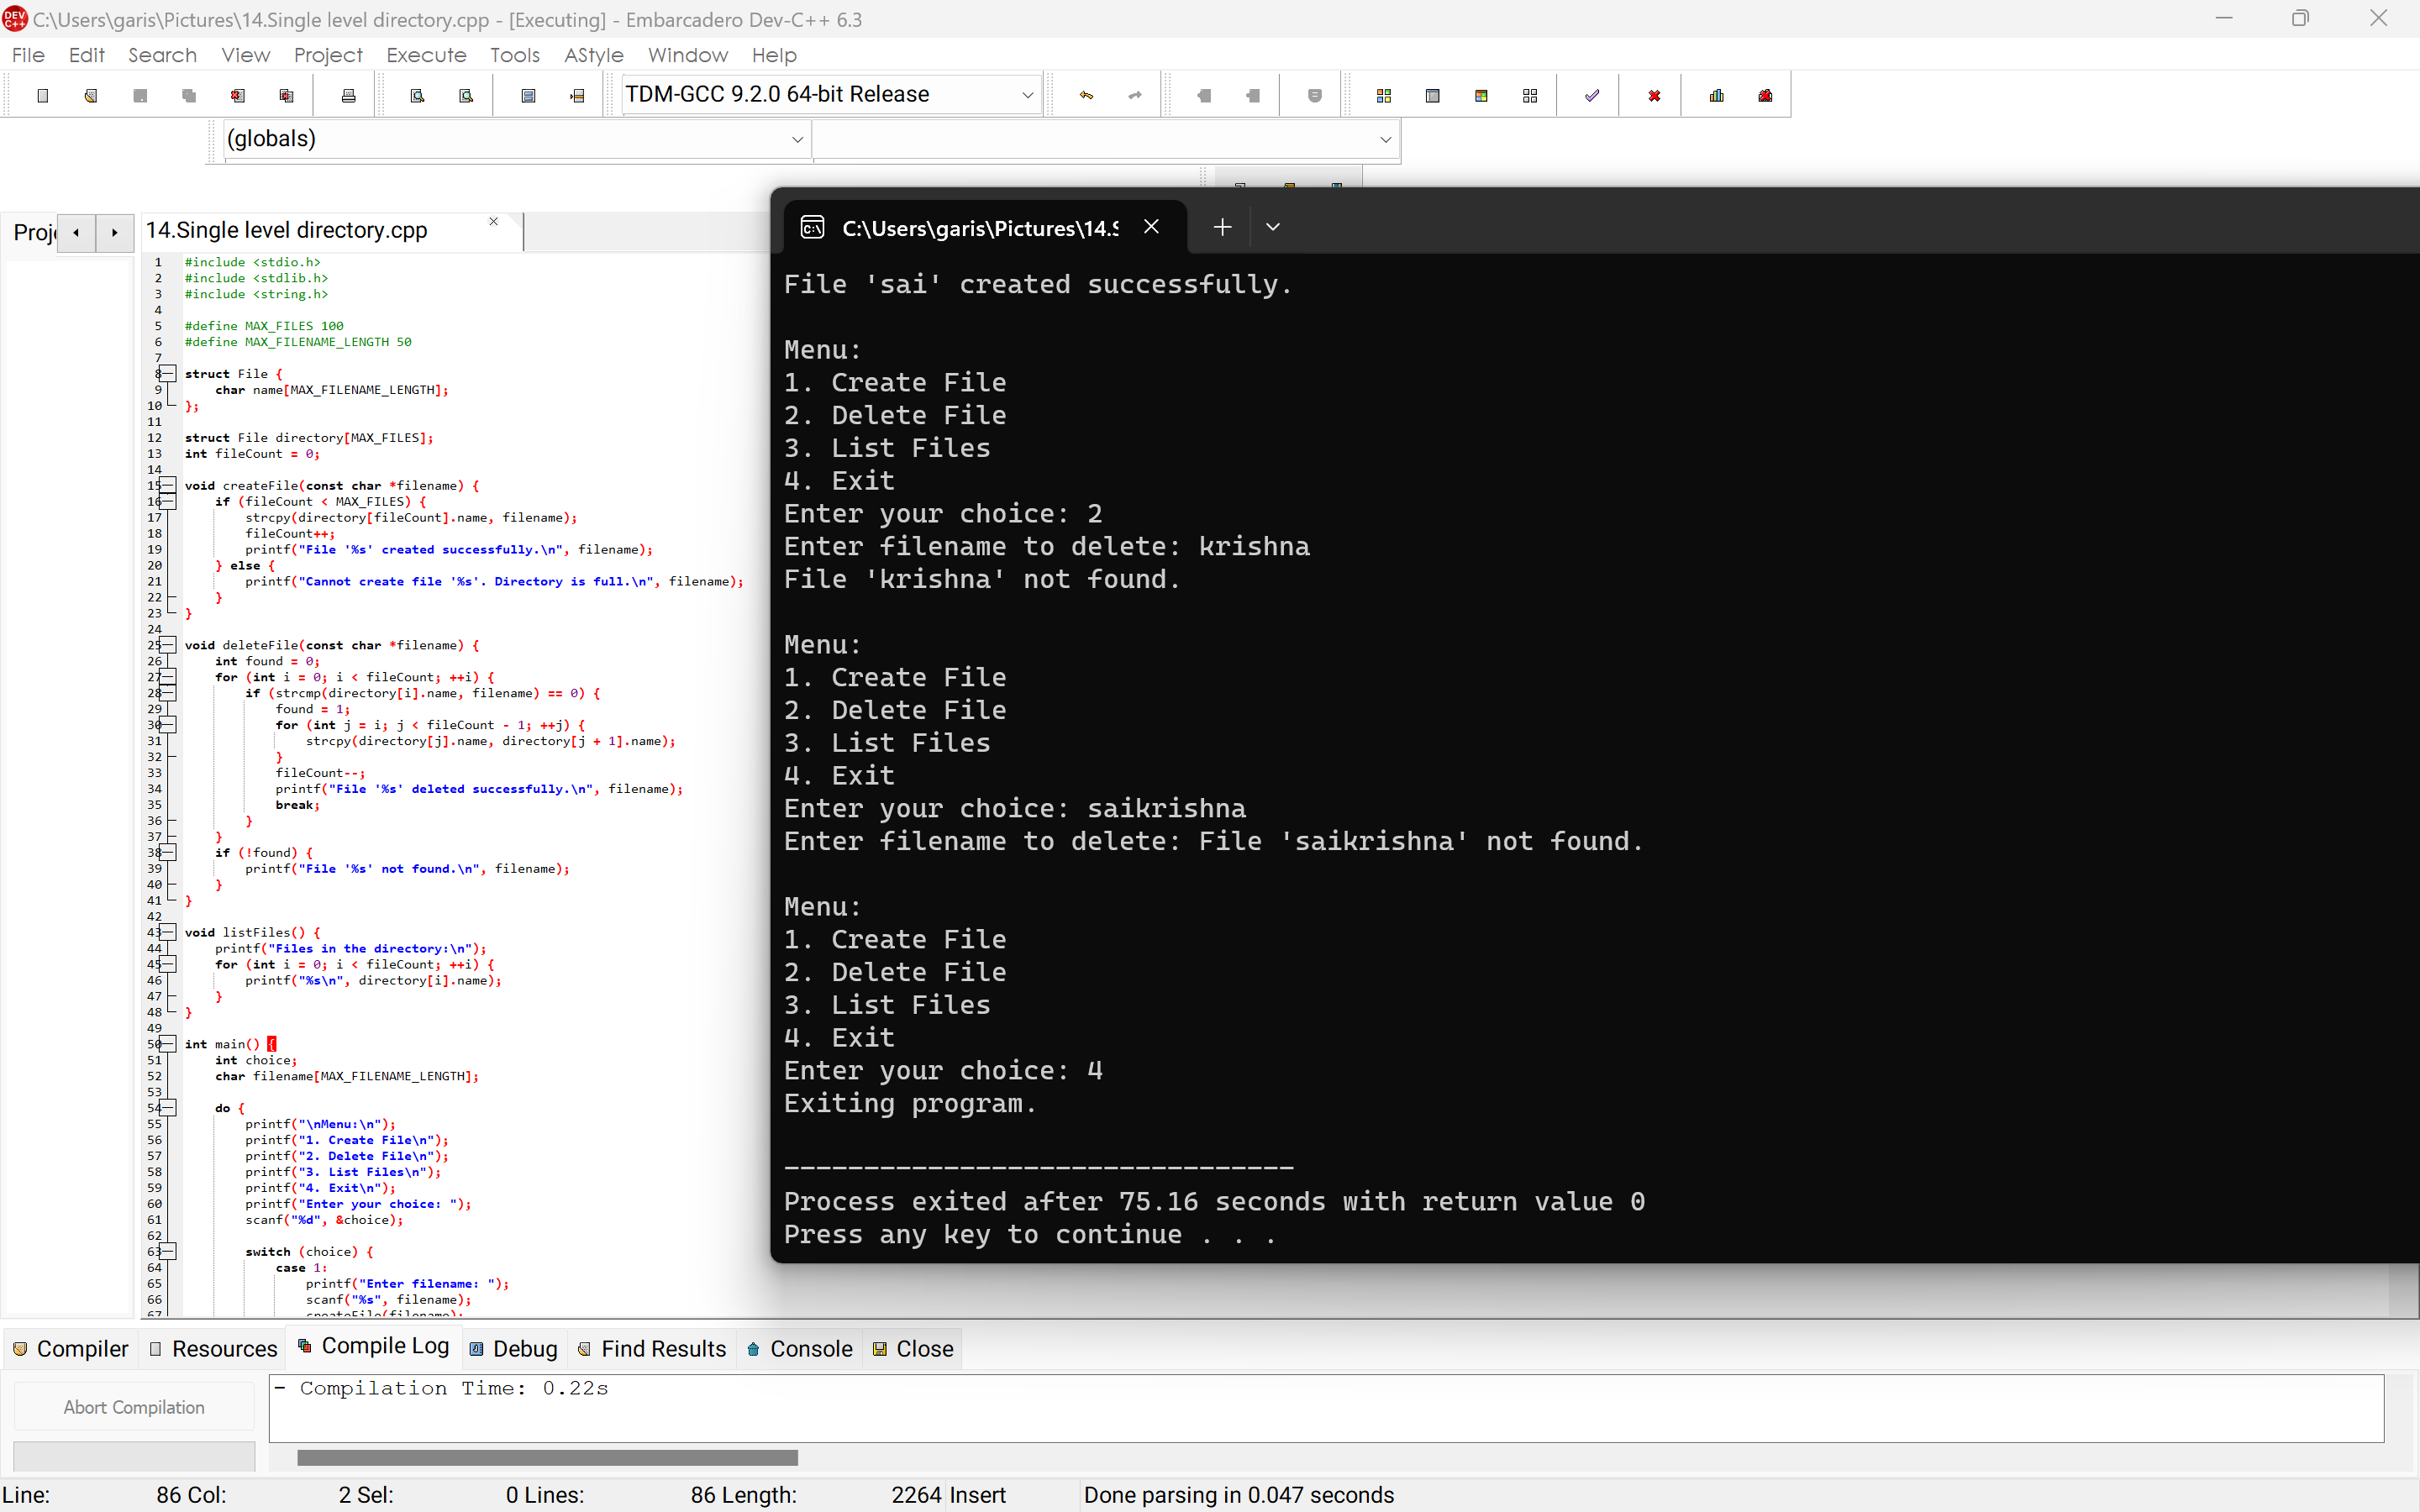 C:\Users\garis\Pictures\14.Single level directory.cpp - [Executing] - Embarcadero Dev-C++ 6.3
File Edit Search View Project Execute Tools AStyle Window Help
TDM-GCC 9.2.0 64-bit Release
(globals)
Proj
14.Single level directory.cpp
1 #include <stdio.h>
2 #include <stdlib.h>
3 #include <string.h>
4
5 #define MAX_FILES 100
6 #define MAX_FILENAME_LENGTH 50
7
8 struct File {
9 char name[MAX_FILENAME_LENGTH];
10 };
11
12 struct File directory[MAX_FILES];
13 int fileCount = 0;
14
15 void createFile(const char *filename) {
16 if (fileCount < MAX_FILES) {
17 strcpy(directory[fileCount].name, filename);
18 fileCount++;
19 printf("File '%s' created successfully.\n", filename);
20 } else {
21 printf("Cannot create file '%s'. Directory is full.\n", filename);
22 }
23 }
24
25 void deleteFile(const char *filename) {
26 int found = 0;
27 for (int i = 0; i < fileCount; ++i) {
28 if (strcmp(directory[i].name, filename) == 0) {
29 found = 1;
30 for (int j = i; j < fileCount - 1; ++j) {
31 strcpy(directory[j].name, directory[j + 1].name);
32 }
33 fileCount--;
34 printf("File '%s' deleted successfully.\n", filename);
35 break;
36 }
37 }
38 if (!found) {
39 printf("File '%s' not found.\n", filename);
40 }
41 }
42
43 void listFiles() {
44 printf("Files in the directory:\n");
45 for (int i = 0; i < fileCount; ++i) {
46 printf("%s\n", directory[i].name);
47 }
48 }
49
50 int main() {
51 int choice;
52 char filename[MAX_FILENAME_LENGTH];
53
54 do {
55 printf("\nMenu:\n");
56 printf("1. Create File\n");
57 printf("2. Delete File\n");
58 printf("3. List Files\n");
59 printf("4. Exit\n");
60 printf("Enter your choice: ");
61 scanf("%d", &choice);
62
63 switch (choice) {
64 case 1:
65 printf("Enter filename: ");
66 scanf("%s", filename);
67 createFile(filename);
C:\Users\garis\Pictures\14.S
File 'sai' created successfully.
Menu:
1. Create File
2. Delete File
3. List Files
4. Exit
Enter your choice: 2
Enter filename to delete: krishna
File 'krishna' not found.
Menu:
1. Create File
2. Delete File
3. List Files
4. Exit
Enter your choice: saikrishna
Enter filename to delete: File 'saikrishna' not found.
Menu:
1. Create File
2. Delete File
3. List Files
4. Exit
Enter your choice: 4
Exiting program.
--------------------------------
Process exited after 75.16 seconds with return value 0
Press any key to continue . . .
Compiler Resources Compile Log Debug Find Results Console Close
Abort Compilation
- Compilation Time: 0.22s
Line: 86 Col: 2 Sel: 0 Lines: 86 Length: 2264 Insert Done parsing in 0.047 seconds